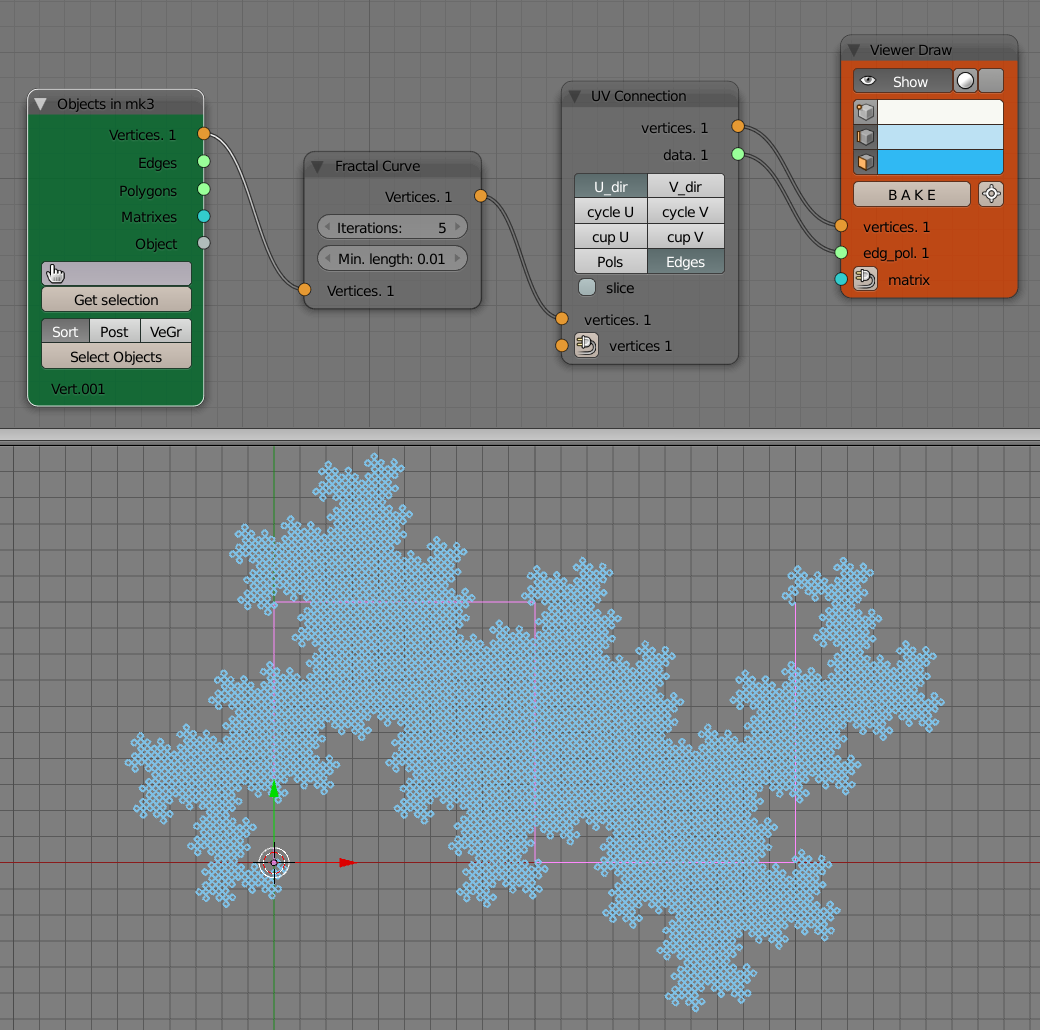 Objects in mk3
Vertices. 1
Edges
Polygons
Matrixes
Object
Get selection
Sort Post VeGr
Select Objects
Vert.001
Fractal Curve
Vertices. 1
Iterations: 5
Min. length: 0.01
Vertices. 1
UV Connection
vertices. 1
data. 1
U_dir V_dir
cycle U cycle V
cup U cup V
Pols Edges
slice
vertices. 1
vertices 1
Viewer Draw
Show
B A K E
vertices. 1
edg_pol. 1
matrix